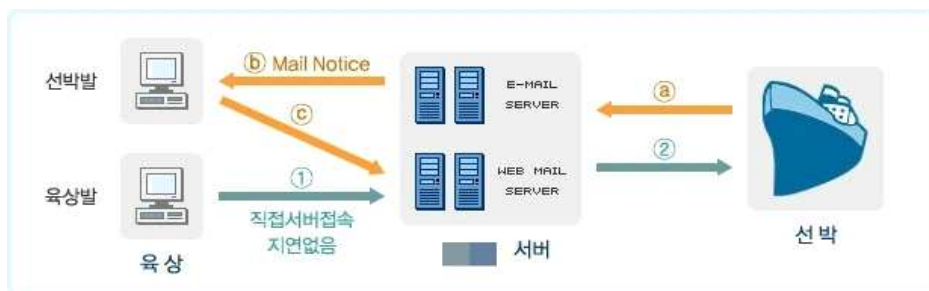 선박발
ⓑ Mail Notice
E-MAIL
SERVER
ⓐ
ⓒ
육상발
①
직접서버접속
지연없음
WEB MAIL
SERVER
②
육상
서버
선박